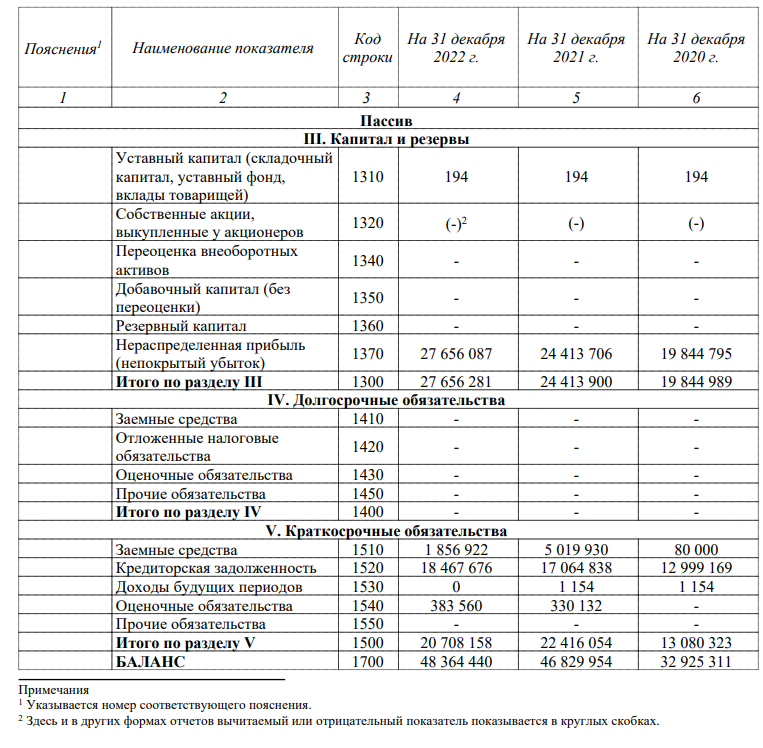 Пояснения¹ Наименование показателя Код строки На 31 декабря 2022 г. На 31 декабря 2021 г. На 31 декабря 2020 г.
1 2 3 4 5 6
Пассив
III. Капитал и резервы
Уставный капитал (складочный
капитал, уставный фонд, 1310 194 194 194
вклады товарищей)
Собственные акции,
выкупленные у акционеров 1320 (-)² (-) (-)
Переоценка внеоборотных
активов 1340 - - -
Добавочный капитал (без
переоценки) 1350 - - -
Резервный капитал 1360 - - -
Нераспределенная прибыль
(непокрытый убыток) 1370 27 656 087 24 413 706 19 844 795
Итого по разделу III 1300 27 656 281 24 413 900 19 844 989
IV. Долгосрочные обязательства
Заемные средства 1410 - - -
Отложенные налоговые
обязательства 1420 - - -
Оценочные обязательства 1430 - - -
Прочие обязательства 1450 - - -
Итого по разделу IV 1400 - - -
V. Краткосрочные обязательства
Заемные средства 1510 1 856 922 5 019 930 80 000
Кредиторская задолженность 1520 18 467 676 17 064 838 12 999 169
Доходы будущих периодов 1530 0 1 154 1 154
Оценочные обязательства 1540 383 560 330 132 -
Прочие обязательства 1550 - - -
Итого по разделу V 1500 20 708 158 22 416 054 13 080 323
БАЛАНС 1700 48 364 440 46 829 954 32 925 311
Примечания
¹ Указывается номер соответствующего пояснения.
² Здесь и в других формах отчетов вычитаемый или отрицательный показатель показывается в круглых скобках.